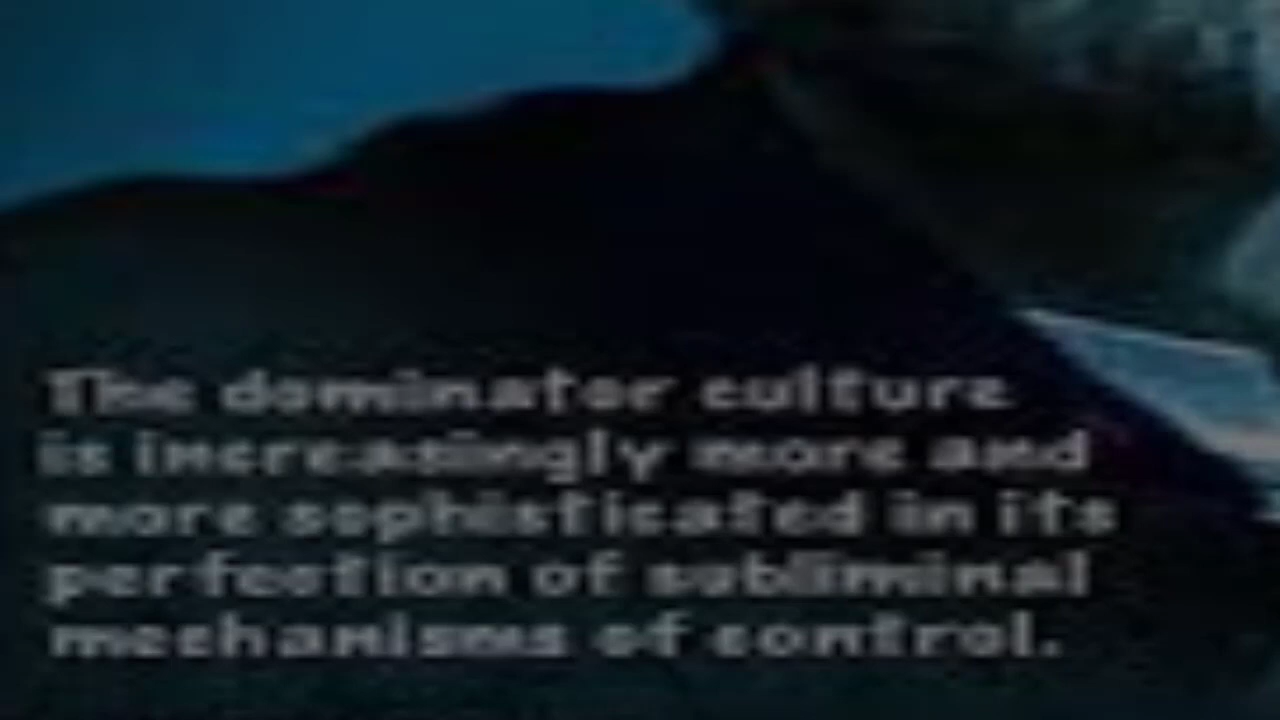 The dominator culture
is increasingly more and
more sophisticated in its
perfection of subliminal
mechanisms of control.